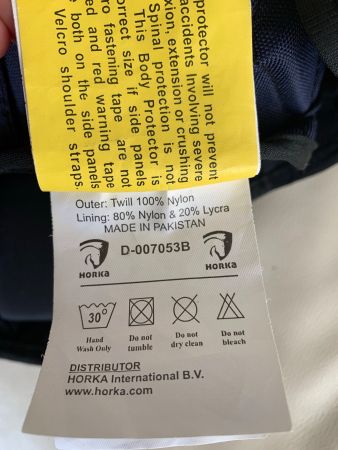 protector will not prevent
accidents Involving severe
xion, extension or crushing
Spinal protection is not
This Body Protector is
orrect size if side panels
rc fastening tape are not
ed and red warning tape
e both on the side panels
Velcro shoulder straps.
Outer: Twill 100% Nylon
Lining: 80% Nylon & 20% Lycra
MADE IN PAKISTAN
HORKA D-007053B HORKA
30°
Hand Wash Only
Do not tumble
Do not dry clean
Do not bleach
DISTRIBUTOR
HORKA International B.V.
www.horka.com